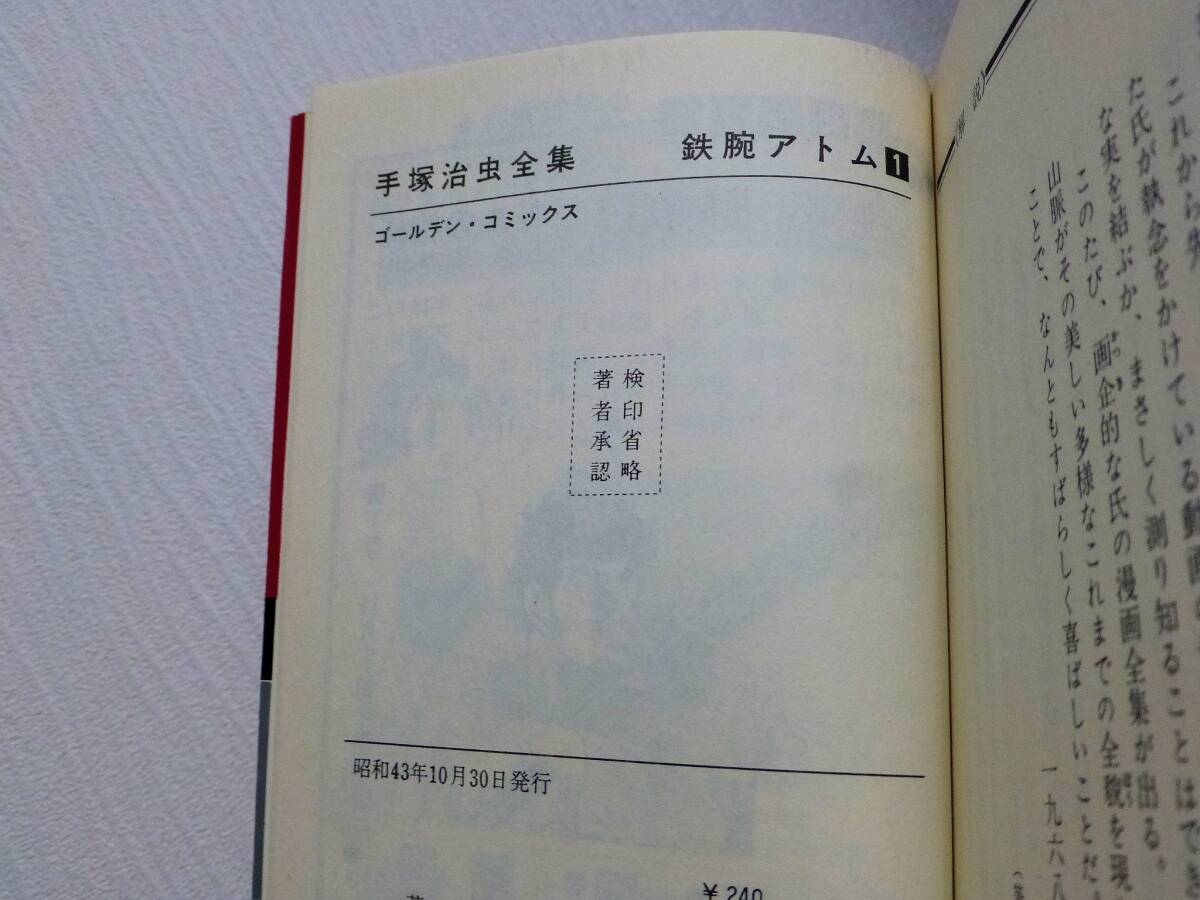 手塚治虫全集 鉄腕アトム1
ゴールデン・コミックス
検印省略
著者承認
昭和43年10月30日発行
¥240
これから先
た氏が執念をかけている動画
な実を結ぶか、まさしく測り知ることはでき
このたび、画企的な氏の漫画全集が出る。
山脈がその美しい多様なこれまでの全貌を現
ことで、なんともすばらしく喜ばしいことだ
一九六八